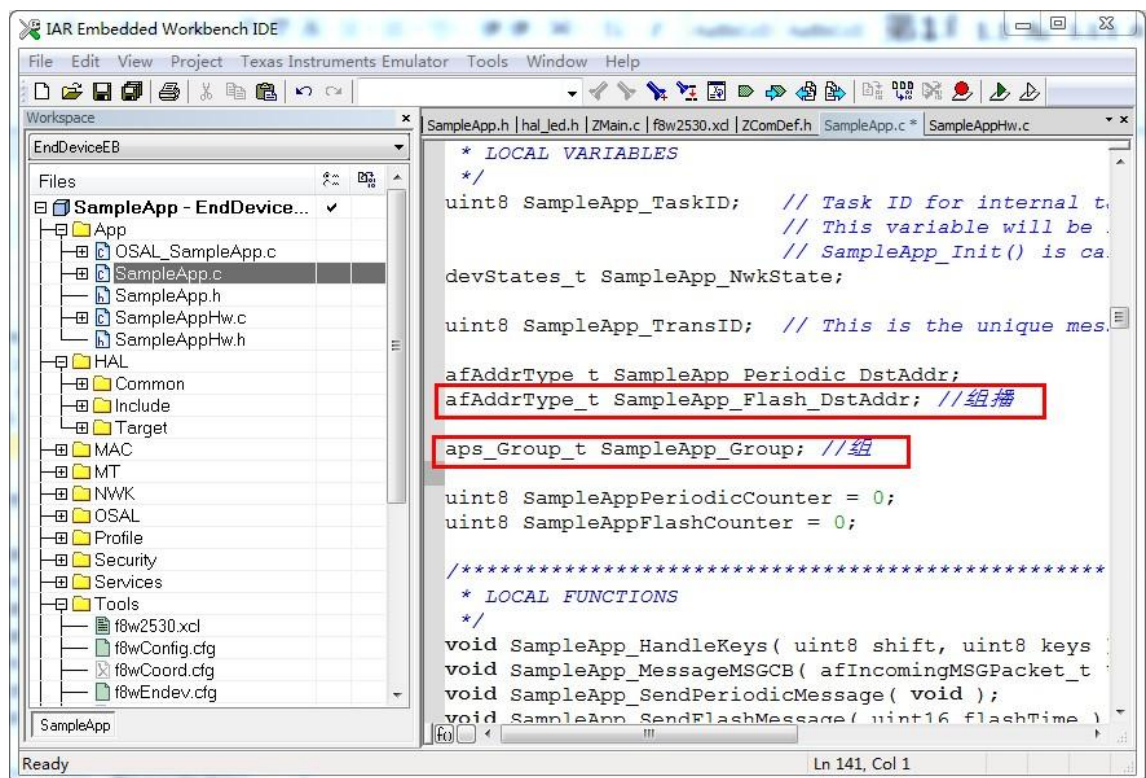 IAR Embedded Workbench IDE
File Edit View Project Texas Instruments Emulator Tools Window Help
Workspace
EndDeviceEB
Files
SampleApp - EndDevice...
App
OSAL_SampleApp.c
SampleApp.c
SampleApp.h
SampleAppHw.c
SampleAppHw.h
HAL
Common
Include
Target
MAC
MT
NWK
OSAL
Profile
Security
Services
Tools
f8w2530.xcl
f8wConfig.cfg
f8wCoord.cfg
f8wEndev.cfg
SampleApp
SampleApp.h | hal_led.h | ZMain.c | f8w2530.xcl | ZComDef.h SampleApp.c * SampleAppHw.c
* LOCAL VARIABLES
*/
uint8 SampleApp_TaskID; // Task ID for internal t
// This variable will be
// SampleApp_Init() is ca
devStates_t SampleApp_NwkState;
uint8 SampleApp_TransID; // This is the unique mes
afAddrType_t SampleApp_Periodic_DstAddr;
afAddrType_t SampleApp_Flash_DstAddr; //组播
aps_Group_t SampleApp_Group; //组
uint8 SampleAppPeriodicCounter = 0;
uint8 SampleAppFlashCounter = 0;
/****************************************************
* LOCAL FUNCTIONS
*/
void SampleApp_HandleKeys( uint8 shift, uint8 keys
void SampleApp_MessageMSGCB( afIncomingMSGPacket_t
void SampleApp_SendPeriodicMessage( void );
void SampleApp_SendFlashMessage( uint16 flashTime )
Ready
Ln 141, Col 1